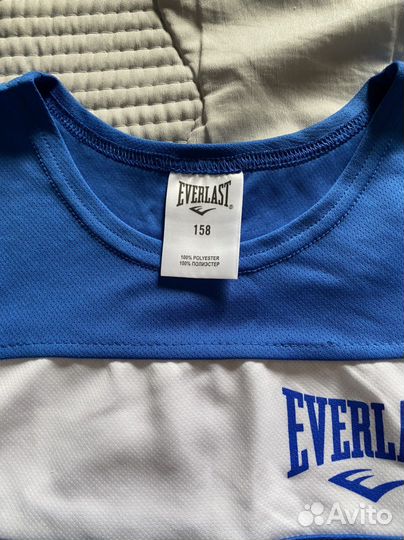 EVERLAST®
158
100% POLYESTER
100% ПОЛИЭСТЕР
EVERLA
Avito